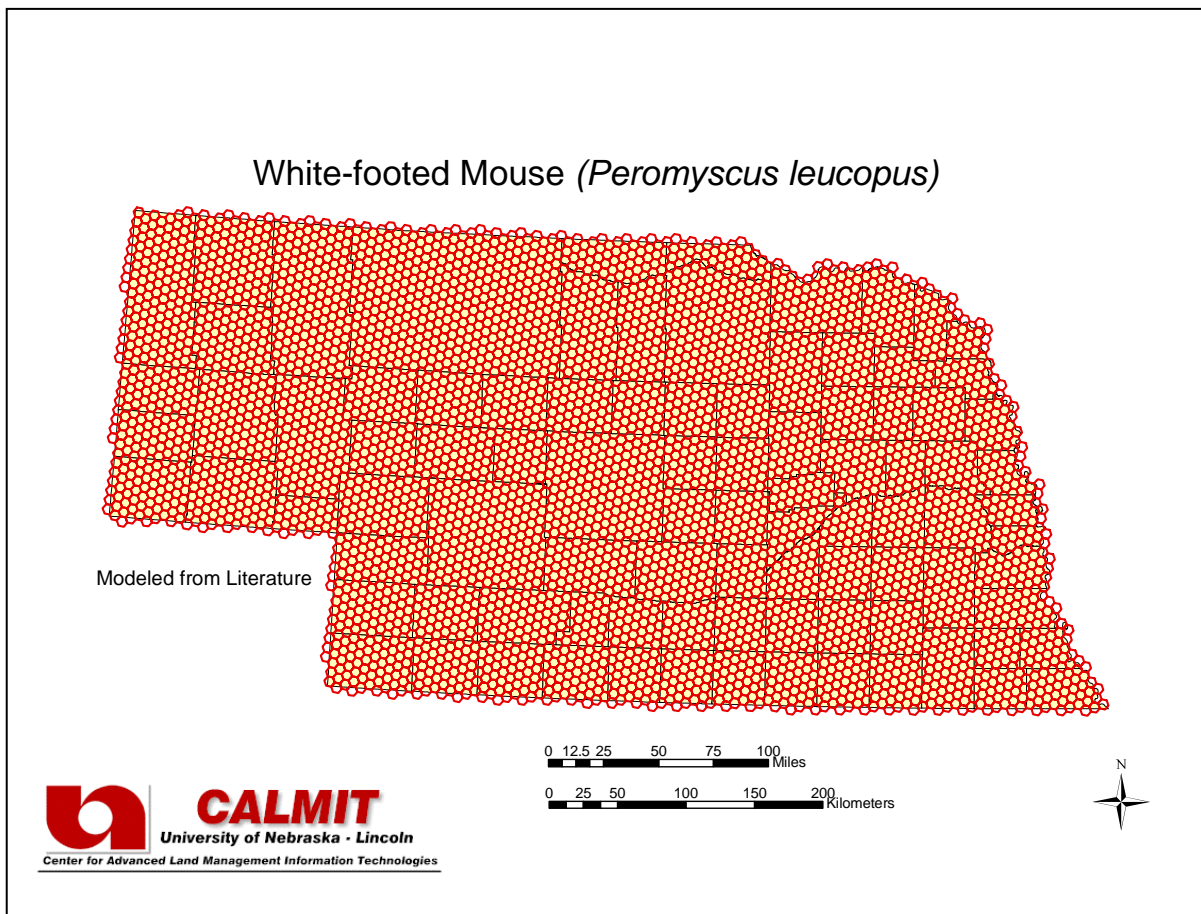 White-footed Mouse (Peromyscus leucopus)
Modeled from Literature
0 12.5 25 50 75 100
Miles
0 25 50 100 150 200
Kilometers
N
CALMIT
University of Nebraska - Lincoln
Center for Advanced Land Management Information Technologies